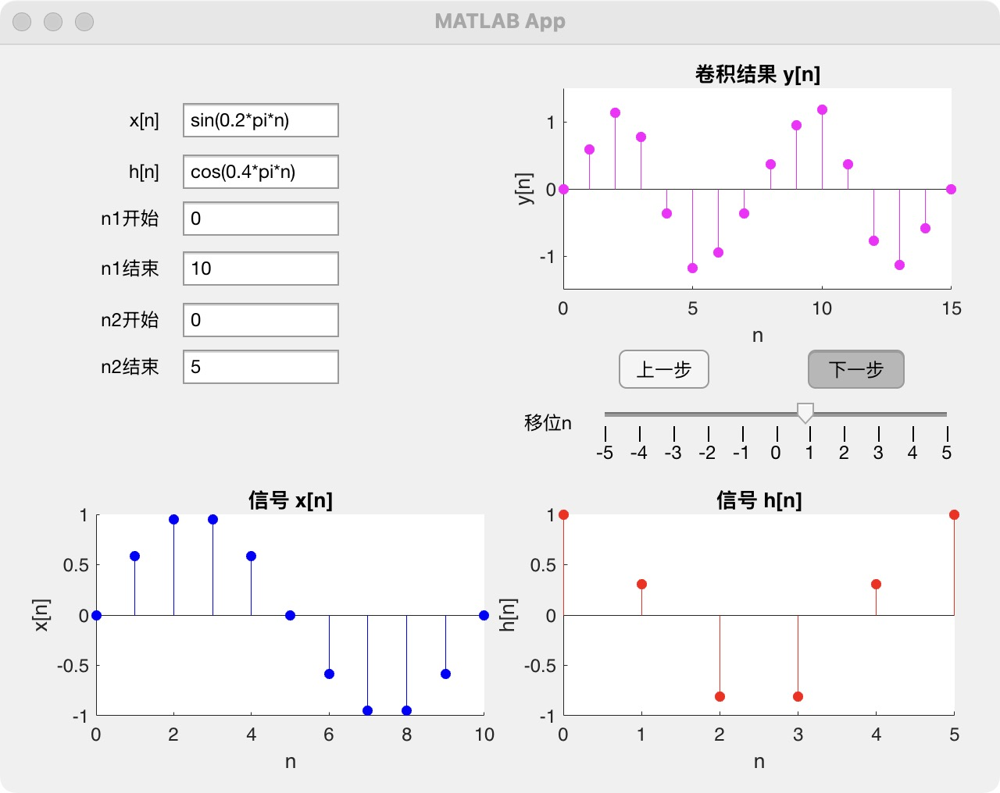 MATLAB App
x[n] sin(0.2*pi*n)
h[n] cos(0.4*pi*n)
n1开始 0
n1结束 10
n2开始 0
n2结束 5
卷积结果 y[n]
1
0
-1
y[n]
0 5 10 15
n
上一步 下一步
移位n
-5 -4 -3 -2 -1 0 1 2 3 4 5
信号 x[n]
1
0.5
0
-0.5
-1
x[n]
0 2 4 6 8 10
n
信号 h[n]
1
0.5
0
-0.5
-1
h[n]
0 1 2 3 4 5
n